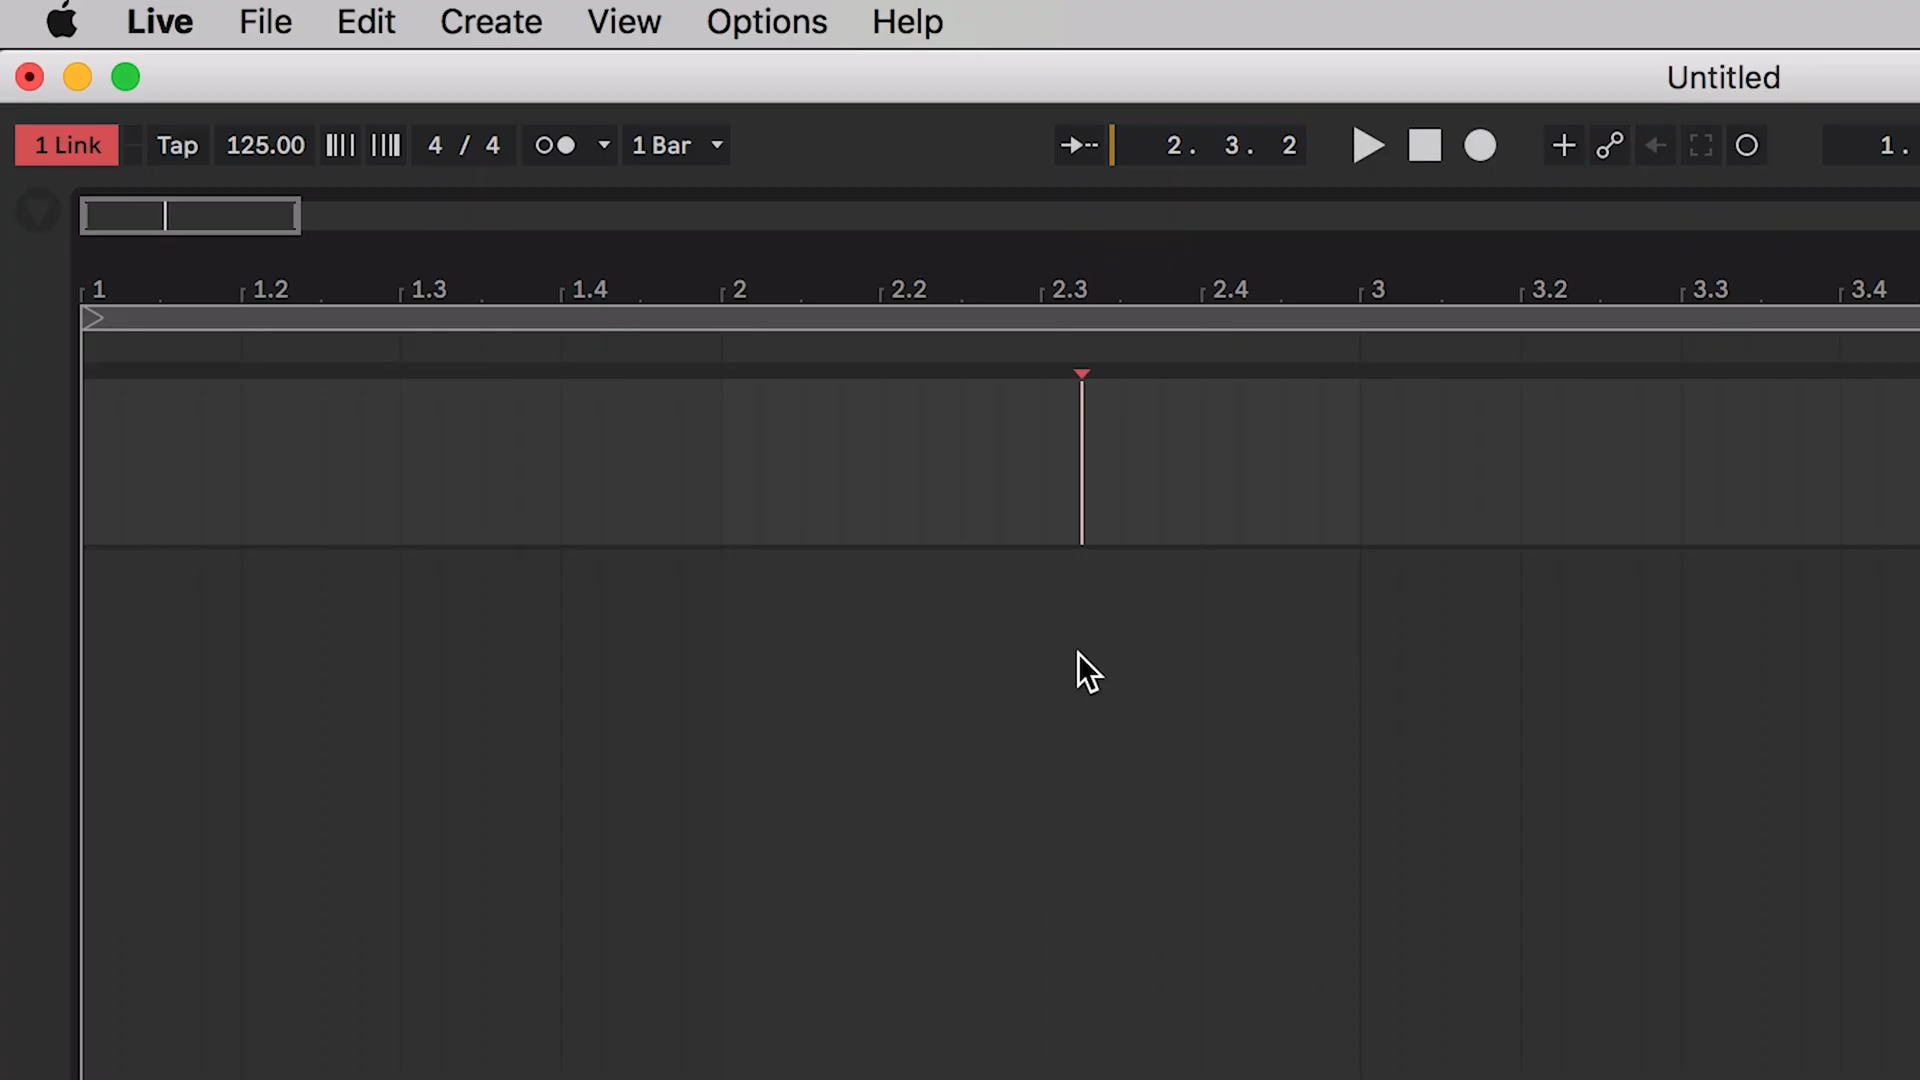 Live File Edit Create View Options Help
Untitled
1 Link Tap 125.00 4 / 4 1 Bar 2. 3. 2 1.
1 1.2 1.3 1.4 2 2.2 2.3 2.4 3 3.2 3.3 3.4